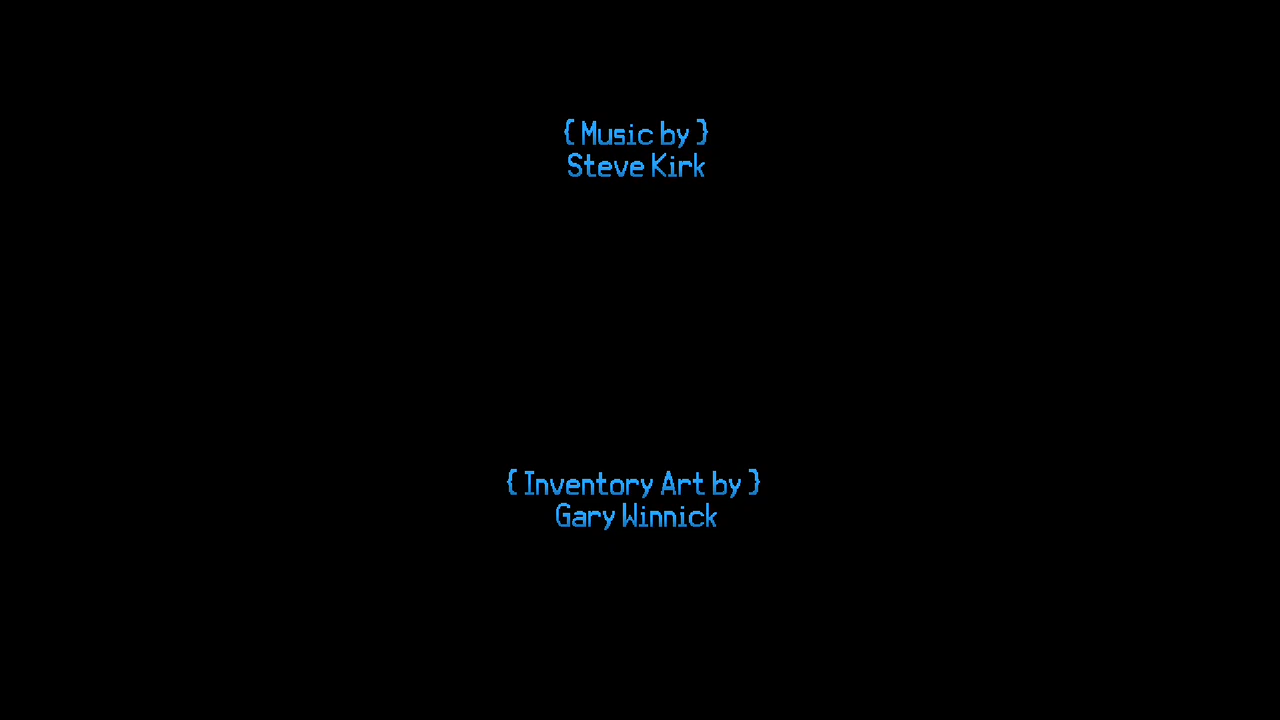 { Music by }
Steve Kirk
{ Inventory Art by }
Gary Winnick